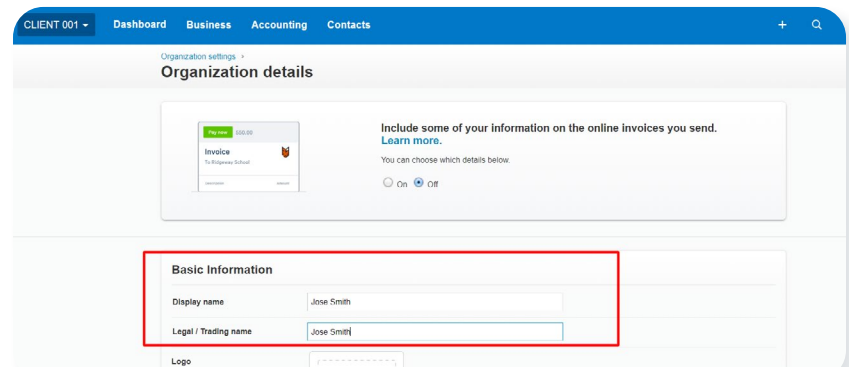 CLIENT 001 Dashboard Business Accounting Contacts
Organization settings ›
Organization details
Include some of your information on the online invoices you send.
Learn more.
You can choose which details below.
On Off
Pay now
Invoice
To Ridgeway School
Basic Information
Display name Jose Smith
Legal / Trading name Jose Smith
Logo